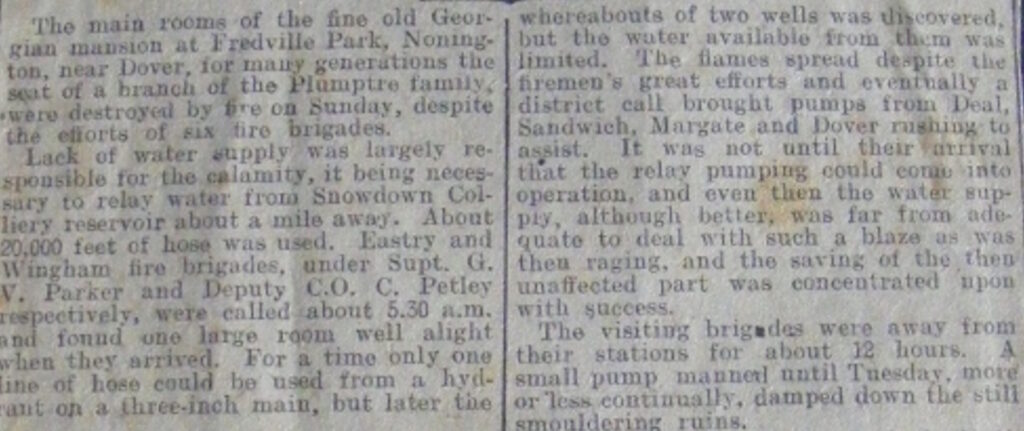 The main rooms of the fine old Geor-
gian mansion at Fredville Park, Noning-
ton, near Dover, for many generations the
seat of a branch of the Plumptre family,
were destroyed by fire on Sunday, despite
the efforts of six fire brigades.
Lack of water supply was largely re-
sponsible for the calamity, it being neces-
sary to relay water from Snowdown Col-
liery reservoir about a mile away. About
20,000 feet of hose was used. Eastry and
Wingham fire brigades, under Supt. G.
V. Parker and Deputy C.O. C. Petley
respectively, were called about 5.30 a.m.
and found one large room well alight
when they arrived. For a time only one
line of hose could be used from a hyd-
rant on a three-inch main, but later the
whereabouts of two wells was discovered,
but the water available from them was
limited. The flames spread despite the
firemen's great efforts and eventually a
district call brought pumps from Deal,
Sandwich, Margate and Dover rushing to
assist. It was not until their arrival
that the relay pumping could come into
operation, and even then the water sup-
ply, although better, was far from ade-
quate to deal with such a blaze as was
then raging, and the saving of the then
unaffected part was concentrated upon
with success.
The visiting brigades were away from
their stations for about 12 hours. A
small pump manned until Tuesday, more
or less continually, damped down the still
smouldering ruins.